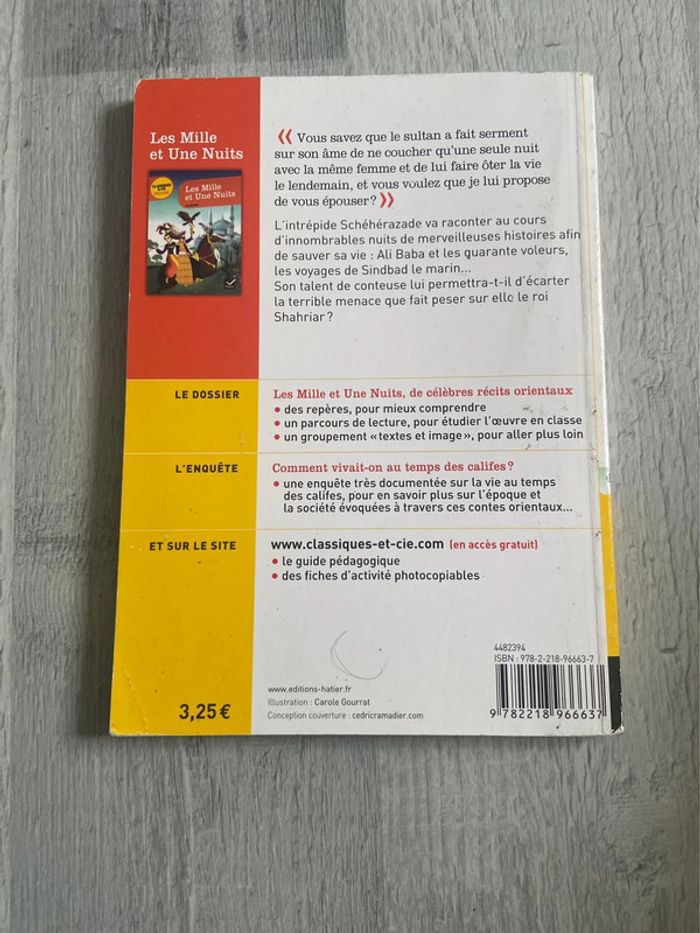 Les Mille
et Une Nuits
Les Mille
et Une Nuits
« Vous savez que le sultan a fait serment
sur son âme de ne coucher qu'une seule nuit
avec la même femme et de lui faire ôter la vie
le lendemain, et vous voulez que je lui propose
de vous épouser ? »
L'intrépide Schéhérazade va raconter au cours
d'innombrables nuits de merveilleuses histoires afin
de sauver sa vie : Ali Baba et les quarante voleurs,
les voyages de Sindbad le marin...
Son talent de conteuse lui permettra-t-il d'écarter
la terrible menace que fait peser sur elle le roi
Shahriar ?
LE DOSSIER
Les Mille et Une Nuits, de célèbres récits orientaux
• des repères, pour mieux comprendre
• un parcours de lecture, pour étudier l'œuvre en classe
• un groupement « textes et image », pour aller plus loin
L'ENQUÊTE
Comment vivait-on au temps des califes ?
• une enquête très documentée sur la vie au temps
des califes, pour en savoir plus sur l'époque et
la société évoquées à travers ces contes orientaux...
ET SUR LE SITE
www.classiques-et-cie.com (en accès gratuit)
• le guide pédagogique
• des fiches d'activité photocopiables
4482394
ISBN : 978-2-218-96663-7
www.editions-hatier.fr
Illustration : Carole Gourrat
Conception couverture : cedricramadier.com
3,25 €
9 782218 966637